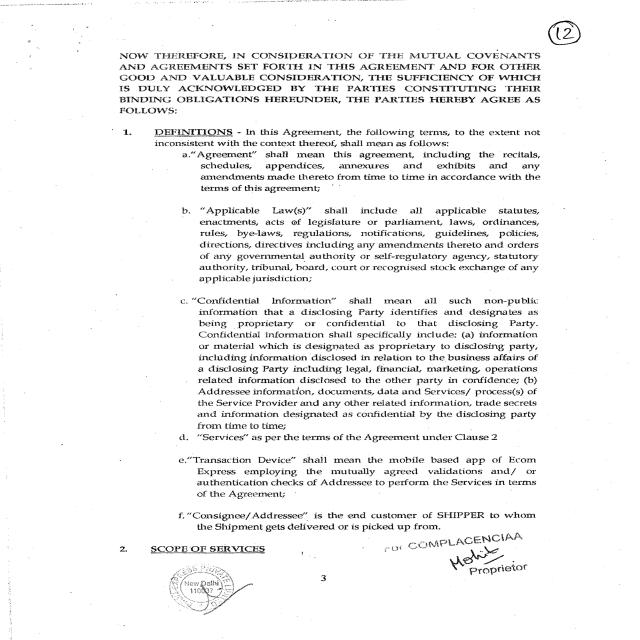 12
NOW THEREFORE, IN CONSIDERATION OF THE MUTUAL COVENANTS
AND AGREEMENTS SET FORTH IN THIS AGREEMENT AND FOR OTHER
GOOD AND VALUABLE CONSIDERATION, THE SUFFICIENCY OF WHICH
IS DULY ACKNOWLEDGED BY THE PARTIES CONSTITUTING THEIR
BINDING OBLIGATIONS HEREUNDER, THE PARTIES HEREBY AGREE AS
FOLLOWS:
1. DEFINITIONS - In this Agreement, the following terms, to the extent not
inconsistent with the context thereof, shall mean as follows:
a."Agreement" shall mean this agreement, including the recitals,
schedules, appendices, annexures and exhibits and any
amendments made thereto from time to time in accordance with the
terms of this agreement;
b. "Applicable Law(s)" shall include all applicable statutes,
enactments, acts of legislature or parliament, laws, ordinances,
rules, bye-laws, regulations, notifications, guidelines, policies,
directions, directives including any amendments thereto and orders
of any governmental authority or self-regulatory agency, statutory
authority, tribunal, board, court or recognised stock exchange of any
applicable jurisdiction;
c. "Confidential Information" shall mean all such non-public
information that a disclosing Party identifies and designates as
being proprietary or confidential to that disclosing Party.
Confidential information shall specifically include: (a) information
or material which is designated as proprietary to disclosing party,
including information disclosed in relation to the business affairs of
a disclosing Party including legal, financial, marketing, operations
related information disclosed to the other party in confidence; (b)
Addressee information, documents, data and Services/ process(s) of
the Service Provider and any other related information, trade secrets
and information designated as confidential by the disclosing party
from time to time;
d. "Services" as per the terms of the Agreement under Clause 2
e."Transaction Device" shall mean the mobile based app of Ecom
Express employing the mutually agreed validations and/ or
authentication checks of Addressee to perform the Services in terms
of the Agreement;
f. "Consignee/Addressee" is the end customer of SHIPPER to whom
the Shipment gets delivered or is picked up from.
2. SCOPE OF SERVICES
For COMPLACENCIAA
Mohit
Proprietor
EXPRESS PRIVATE
New Delhi
3